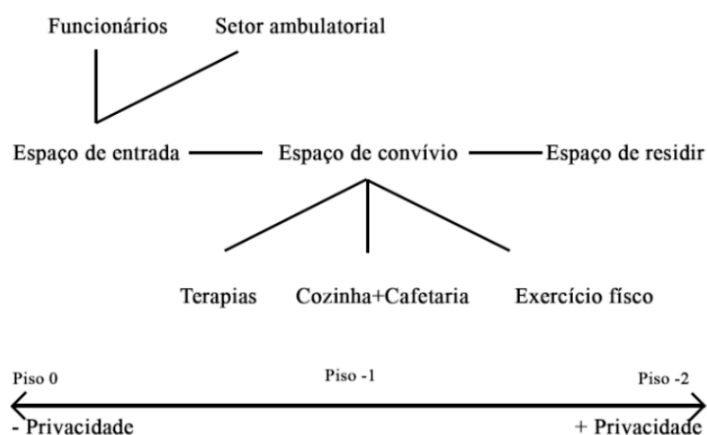 Funcionários Setor ambulatorial
Espaço de entrada Espaço de convívio Espaço de residir
Terapias Cozinha+Cafetaria Exercício físco
Piso 0 Piso -1 Piso -2
- Privacidade + Privacidade